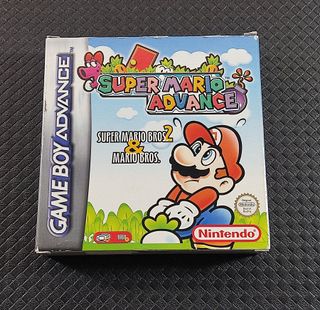 GAME BOY ADVANCE
SUPER MARIO
ADVANCE
SUPER MARIO BROS.2
&
MARIO BROS.
Nintendo